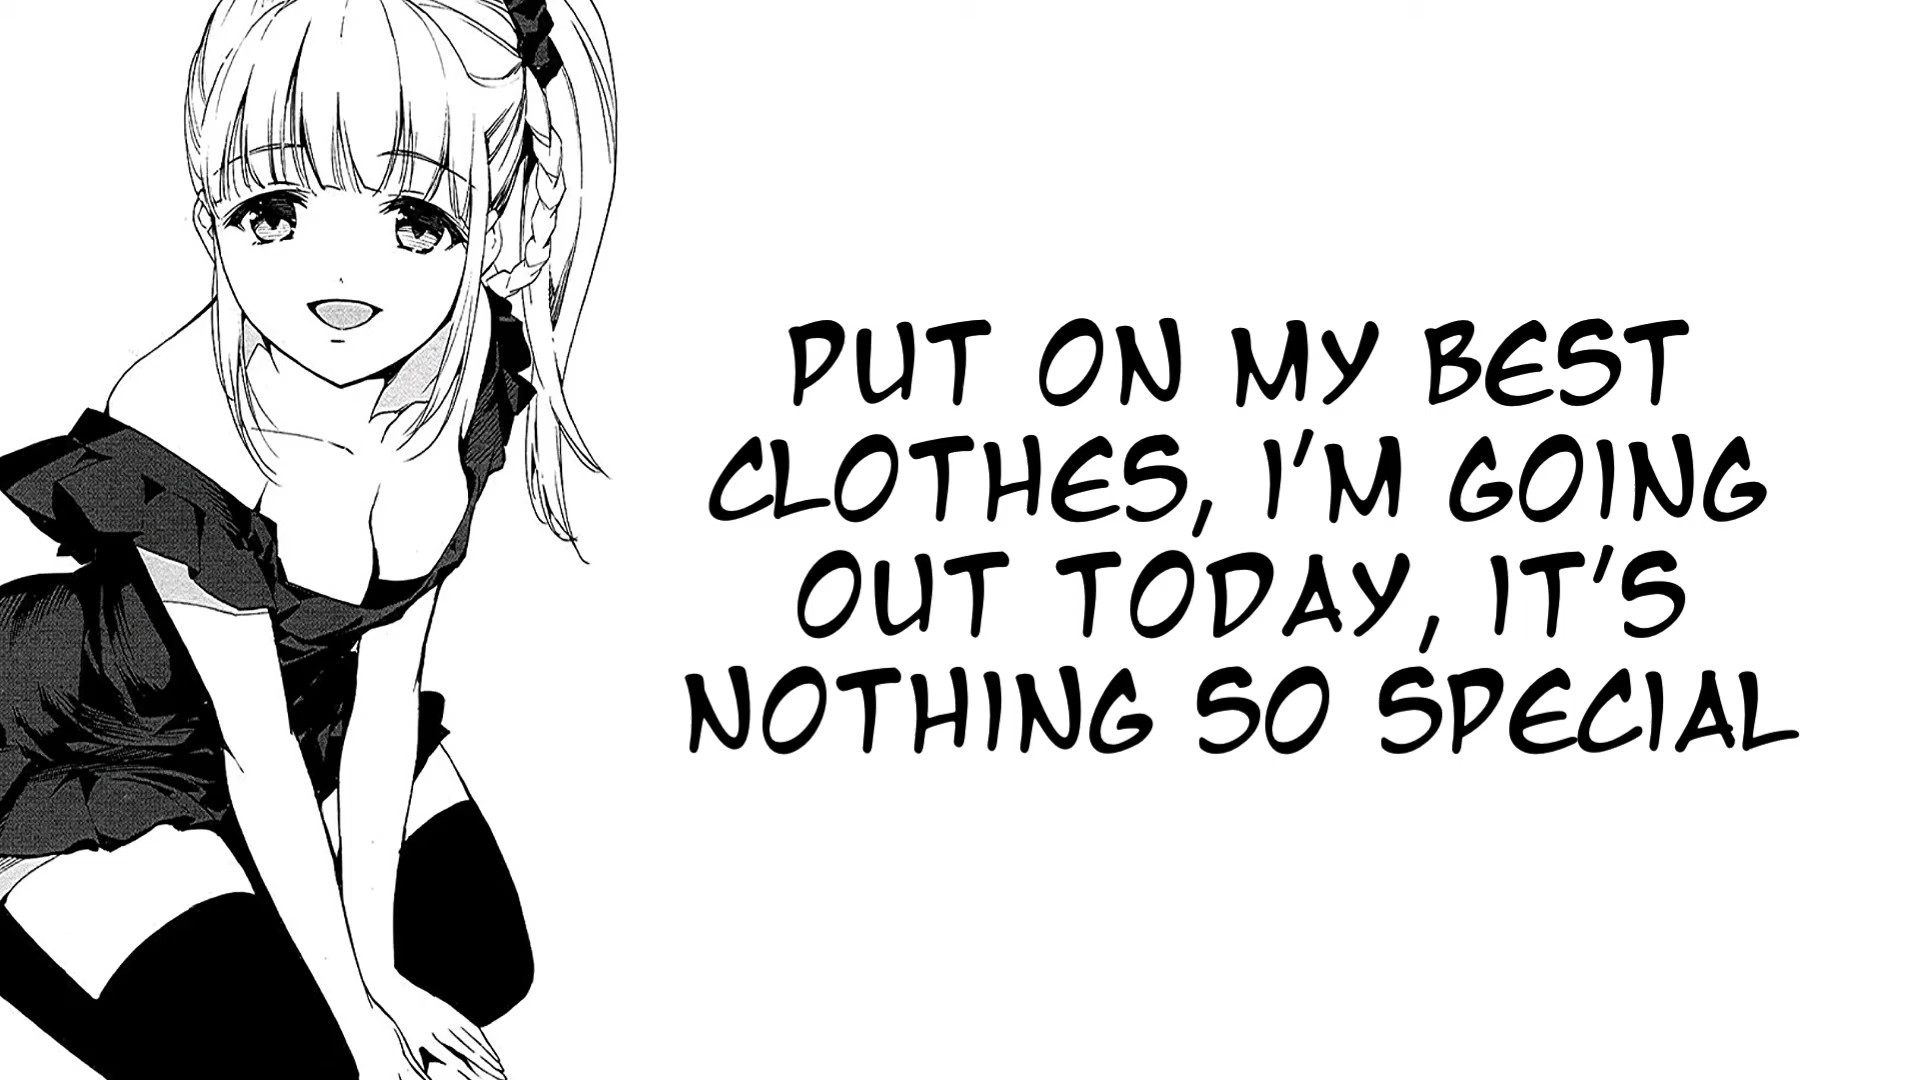 PUT ON MY BEST
CLOTHES, I'M GOING
OUT TODAY, IT'S
NOTHING SO SPECIAL